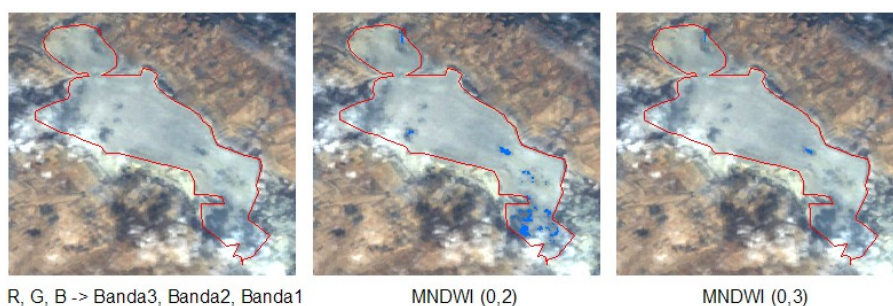 R, G, B -> Banda3, Banda2, Banda1
MNDWI (0,2)
MNDWI (0,3)